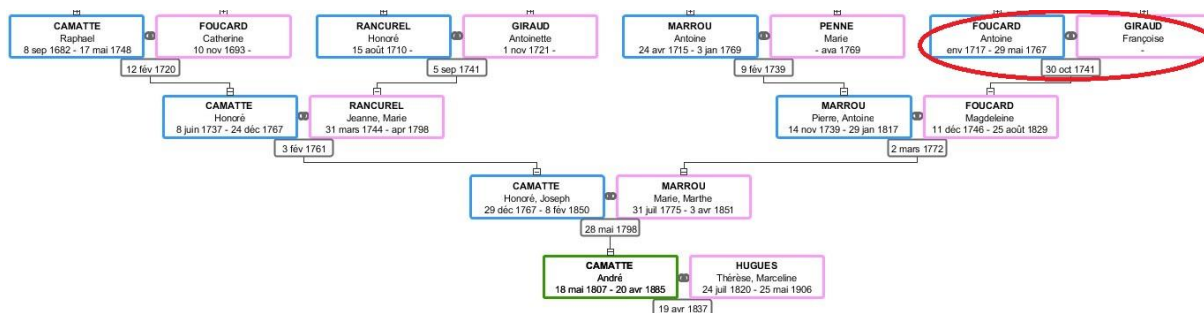 CAMATTE
Raphael
8 sep 1682 - 17 mai 1748
FOUCARD
Catherine
10 nov 1693 -
12 fév 1720
RANCUREL
Honoré
15 août 1710 -
GIRAUD
Antoinette
1 nov 1721 -
5 sep 1741
MARROU
Antoine
24 avr 1715 - 3 jan 1769
PENNE
Marie
- ava 1769
9 fév 1739
FOUCARD
Antoine
env 1717 - 29 mai 1767
GIRAUD
Françoise
-
30 oct 1741
CAMATTE
Honoré
8 juin 1737 - 24 déc 1767
RANCUREL
Jeanne, Marie
31 mars 1744 - apr 1798
3 fév 1761
MARROU
Pierre, Antoine
14 nov 1739 - 29 jan 1817
FOUCARD
Magdeleine
11 déc 1746 - 25 août 1829
2 mars 1772
CAMATTE
Honoré, Joseph
29 déc 1767 - 8 fév 1850
MARROU
Marie, Marthe
31 juil 1775 - 3 avr 1851
28 mai 1798
CAMATTE
André
18 mai 1807 - 20 avr 1885
HUGUES
Thérèse, Marceline
24 juil 1820 - 25 mai 1906
19 avr 1837